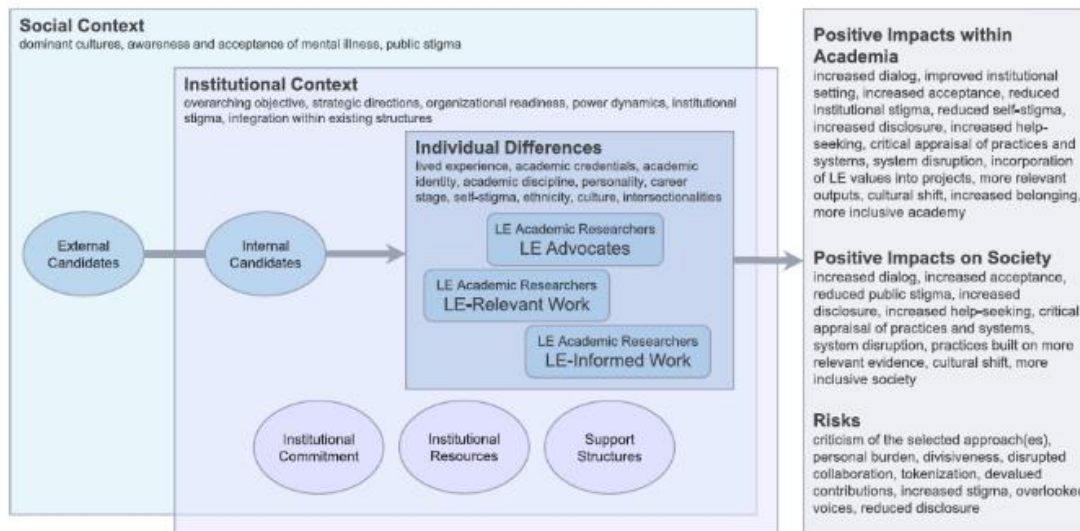 Social Context
dominant cultures, awareness and acceptance of mental illness, public stigma
Institutional Context
overarching objective, strategic directions, organizational readiness, power dynamics, institutional
stigma, integration within existing structures
Individual Differences
lived experience, academic credentials, academic
identity, academic discipline, personality, career
stage, self-stigma, ethnicity, culture, intersectionalities
External
Candidates
Internal
Candidates
LE Academic Researchers
LE Advocates
LE Academic Researchers
LE-Relevant Work
LE Academic Researchers
LE-Informed Work
Institutional
Commitment
Institutional
Resources
Support
Structures
Positive Impacts within
Academia
increased dialog, improved institutional
setting, increased acceptance, reduced
institutional stigma, reduced self-stigma,
increased disclosure, increased help-
seeking, critical appraisal of practices and
systems, system disruption, incorporation
of LE values into projects, more relevant
outputs, cultural shift, increased belonging,
more inclusive academy
Positive Impacts on Society
increased dialog, increased acceptance,
reduced public stigma, increased
disclosure, increased help-seeking, critical
appraisal of practices and systems,
system disruption, practices built on more
relevant evidence, cultural shift, more
inclusive society
Risks
criticism of the selected approach(es),
personal burden, divisiveness, disrupted
collaboration, tokenization, devalued
contributions, increased stigma, overlooked
voices, reduced disclosure